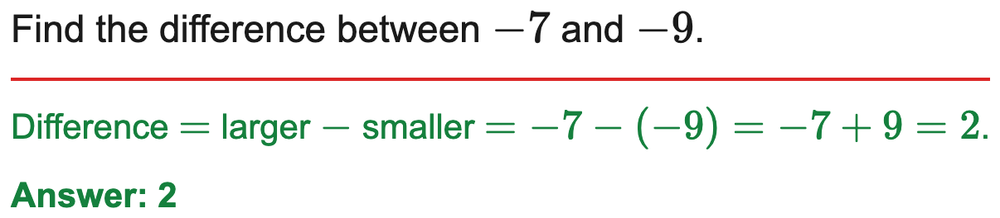 Find the difference between −7 and −9.
Difference = larger − smaller = −7 − (−9) = −7 + 9 = 2.
Answer: 2